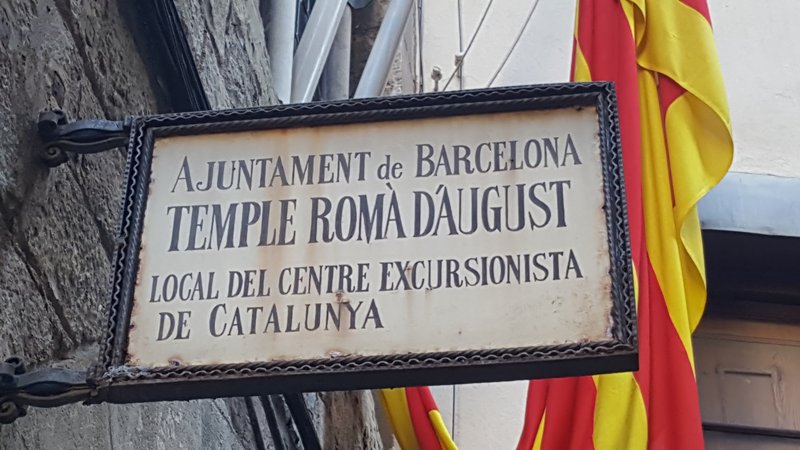 AJUNTAMENT de BARCELONA
TEMPLE ROMÀ D'AUGUST
LOCAL DEL CENTRE EXCURSIONISTA
DE CATALUNYA